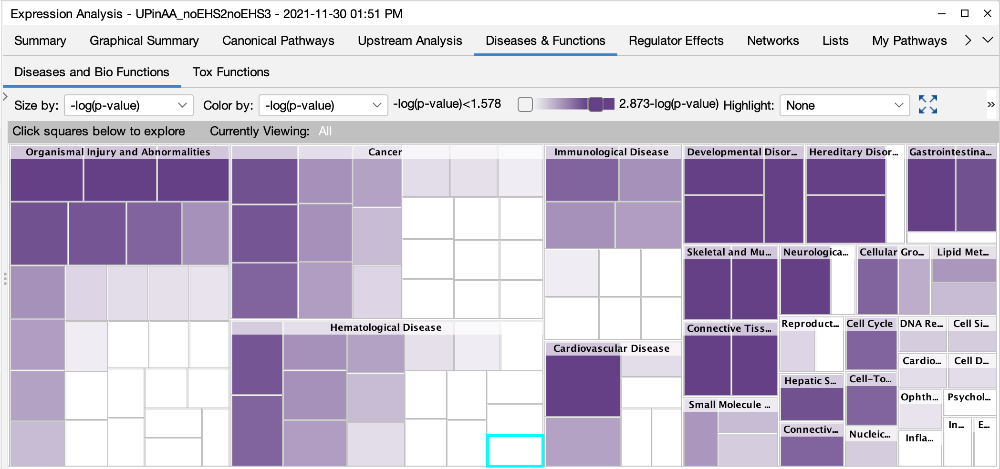 Expression Analysis - UPinAA_noEHS2noEHS3 - 2021-11-30 01:51 PM
Summary Graphical Summary Canonical Pathways Upstream Analysis Diseases & Functions Regulator Effects Networks Lists My Pathways
Diseases and Bio Functions Tox Functions
Size by: -log(p-value) Color by: -log(p-value) -log(p-value)<1.578 2.873-log(p-value) Highlight: None
Click squares below to explore Currently Viewing: All
Organismal Injury and Abnormalities Cancer Immunological Disease Developmental Disor... Hereditary Disor... Gastrointestina...
Skeletal and Mu... Neurologica... Cellular Gro... Lipid Met...
Hematological Disease Connective Tiss... Reproduct... Cell Cycle DNA Re... Cell Si...
Cardiovascular Disease Cardio... Cell D...
Hepatic S... Cell-To...
Small Molecule ... Ophth... Psychol...
Connectiv... Nucleic... Infla... In... E...